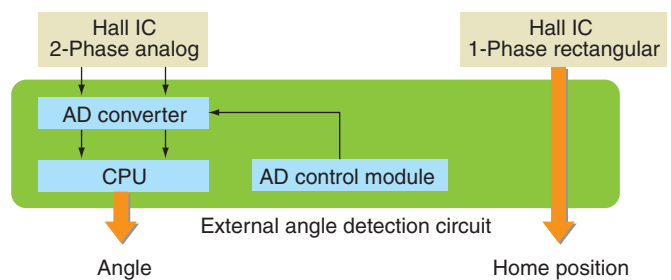 Hall IC
2-Phase analog
Hall IC
1-Phase rectangular
AD converter
CPU
AD control module
External angle detection circuit
Angle
Home position